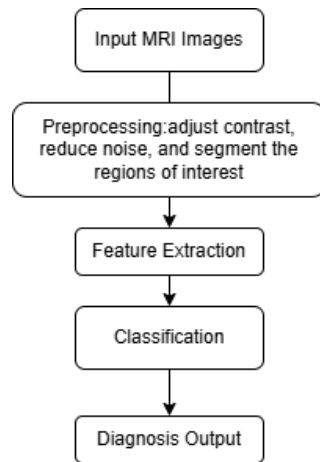 Input MRI Images
Preprocessing:adjust contrast,
reduce noise, and segment the
regions of interest
Feature Extraction
Classification
Diagnosis Output